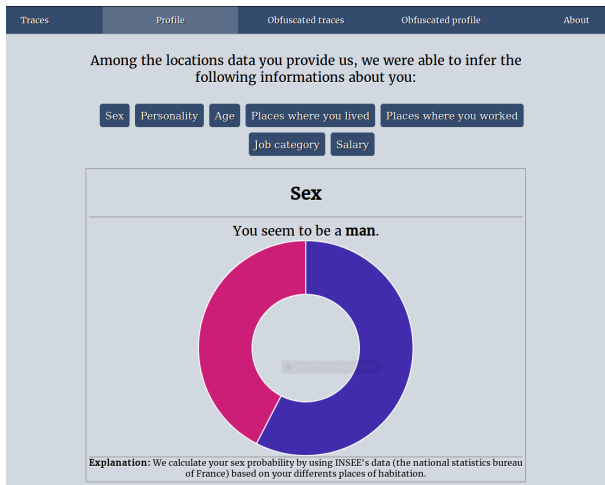 Traces Profile Obfuscated traces Obfuscated profile About
Among the locations data you provide us, we were able to infer the
following informations about you:
Sex Personality Age Places where you lived Places where you worked
Job category Salary
Sex
You seem to be a man.
Explanation: We calculate your sex probability by using INSEE's data (the national statistics bureau
of France) based on your differents places of habitation.